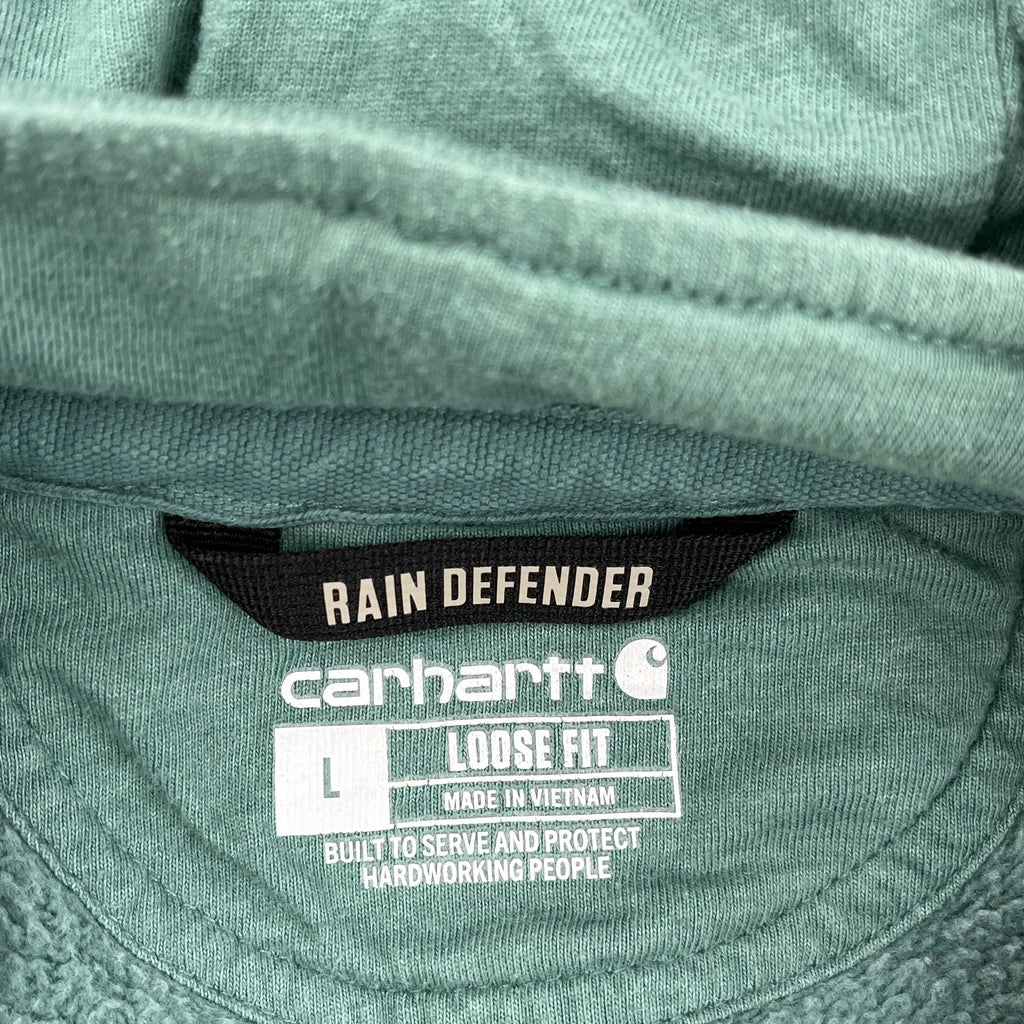 RAIN DEFENDER
carhartt
L
LOOSE FIT
MADE IN VIETNAM
BUILT TO SERVE AND PROTECT
HARDWORKING PEOPLE